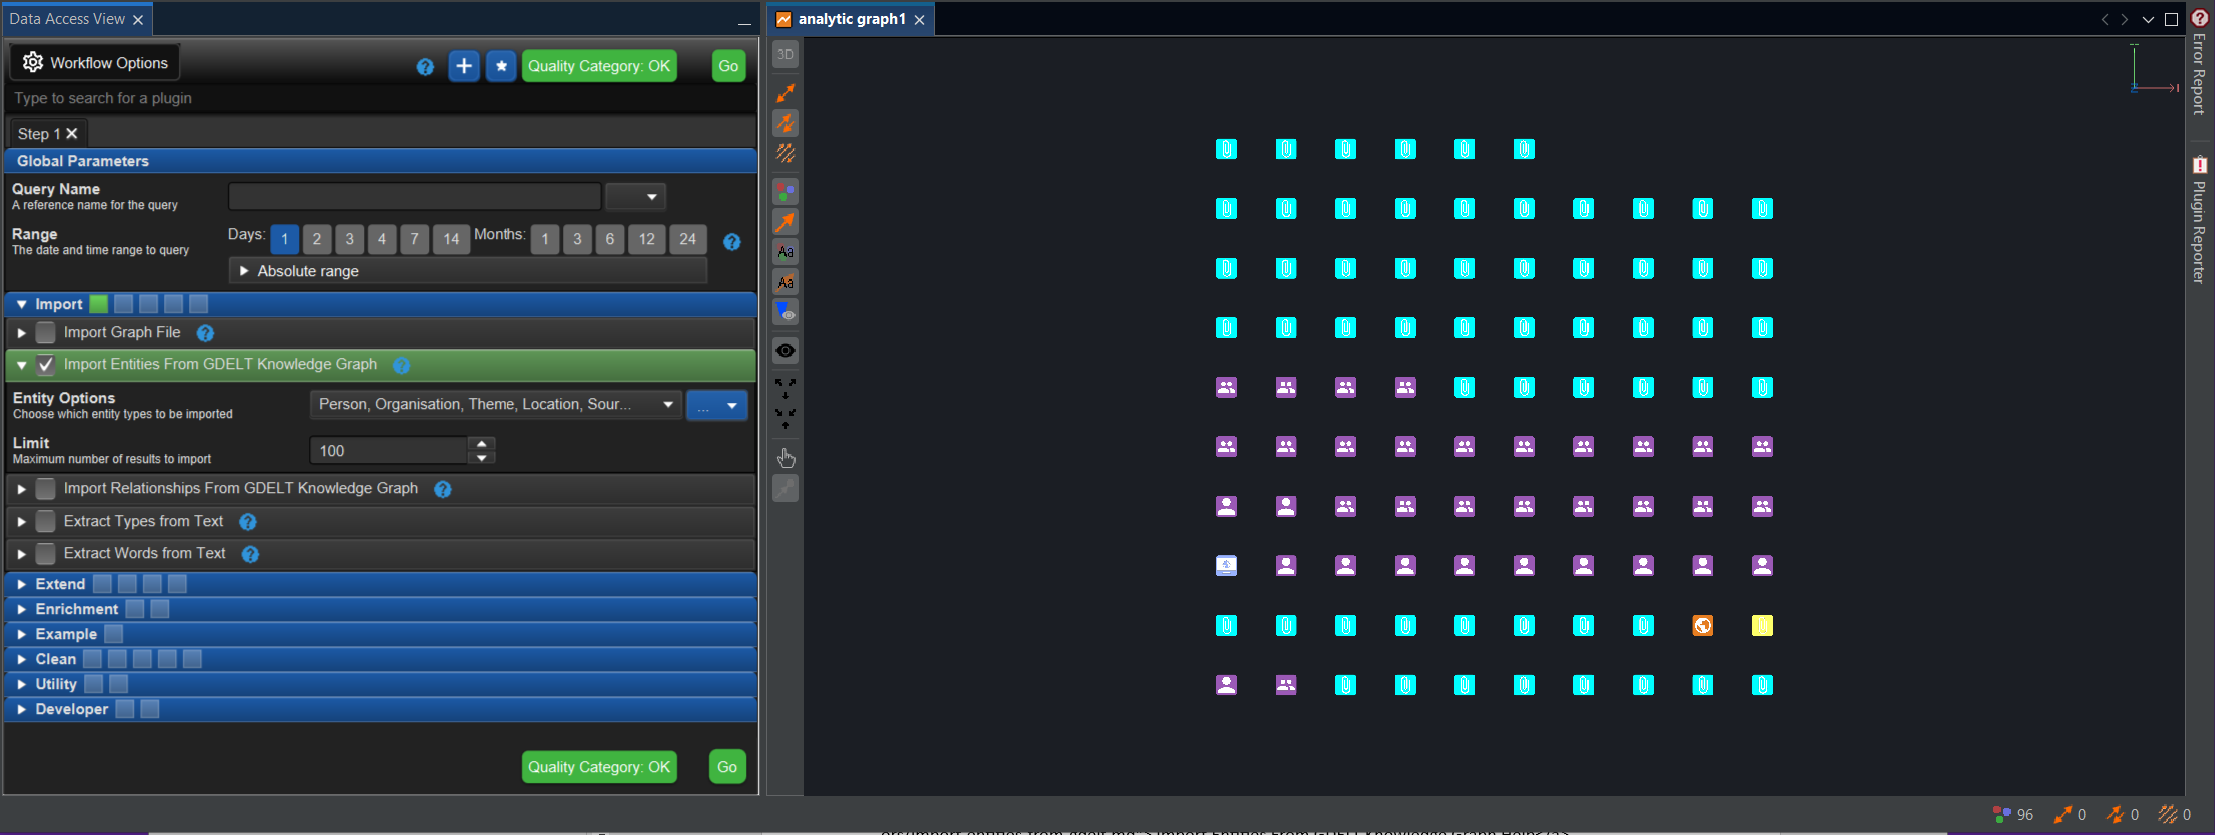 Data Access View
analytic graph1
Workflow Options
Quality Category: OK
Go
Type to search for a plugin
Step 1
Global Parameters
Query Name
A reference name for the query
Range
The date and time range to query
Days: 1 2 3 4 7 14 Months: 1 3 6 12 24
Absolute range
Import
Import Graph File
Import Entities From GDELT Knowledge Graph
Entity Options
Choose which entity types to be imported
Person, Organisation, Theme, Location, Sour...
...
Limit
Maximum number of results to import
100
Import Relationships From GDELT Knowledge Graph
Extract Types from Text
Extract Words from Text
Extend
Enrichment
Example
Clean
Utility
Developer
Quality Category: OK
Go
3D
Aa
Aa
Error Report
Plugin Reporter
96 0 0 0